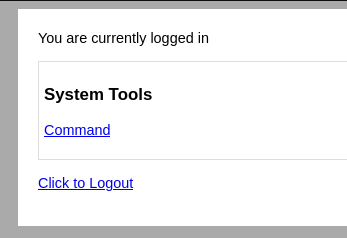 You are currently logged in
System Tools
Command
Click to Logout